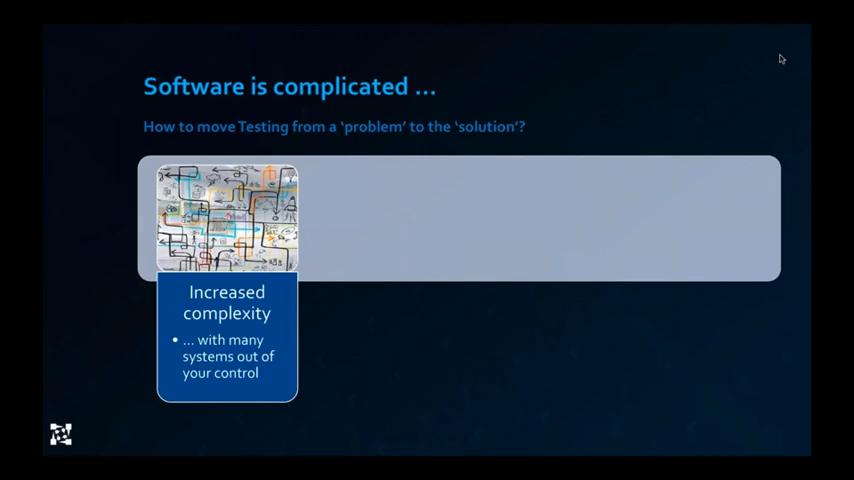 Software is complicated ...
How to move Testing from a ‘problem’ to the ‘solution’?
Increased
complexity
• ... with many
systems out of
your control